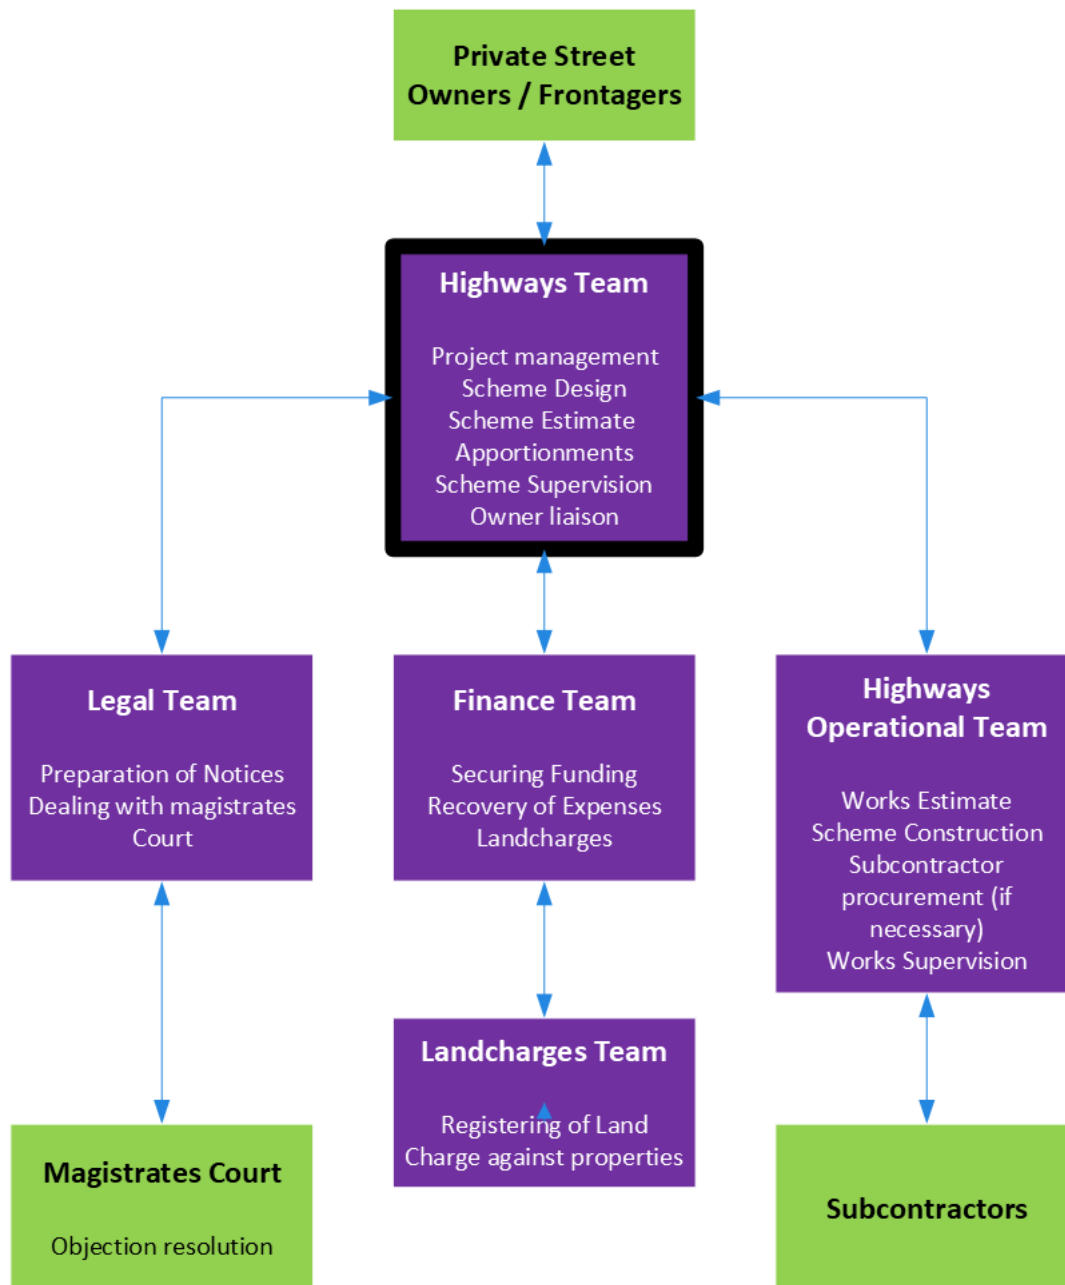 Private Street
Owners / Frontagers
Highways Team
Project management
Scheme Design
Scheme Estimate
Apportionments
Scheme Supervision
Owner liaison
Legal Team
Preparation of Notices
Dealing with magistrates
Court
Finance Team
Securing Funding
Recovery of Expenses
Landcharges
Highways
Operational Team
Works Estimate
Scheme Construction
Subcontractor
procurement (if
necessary)
Works Supervision
Landcharges Team
Registering of Land
Charge against properties
Magistrates Court
Objection resolution
Subcontractors